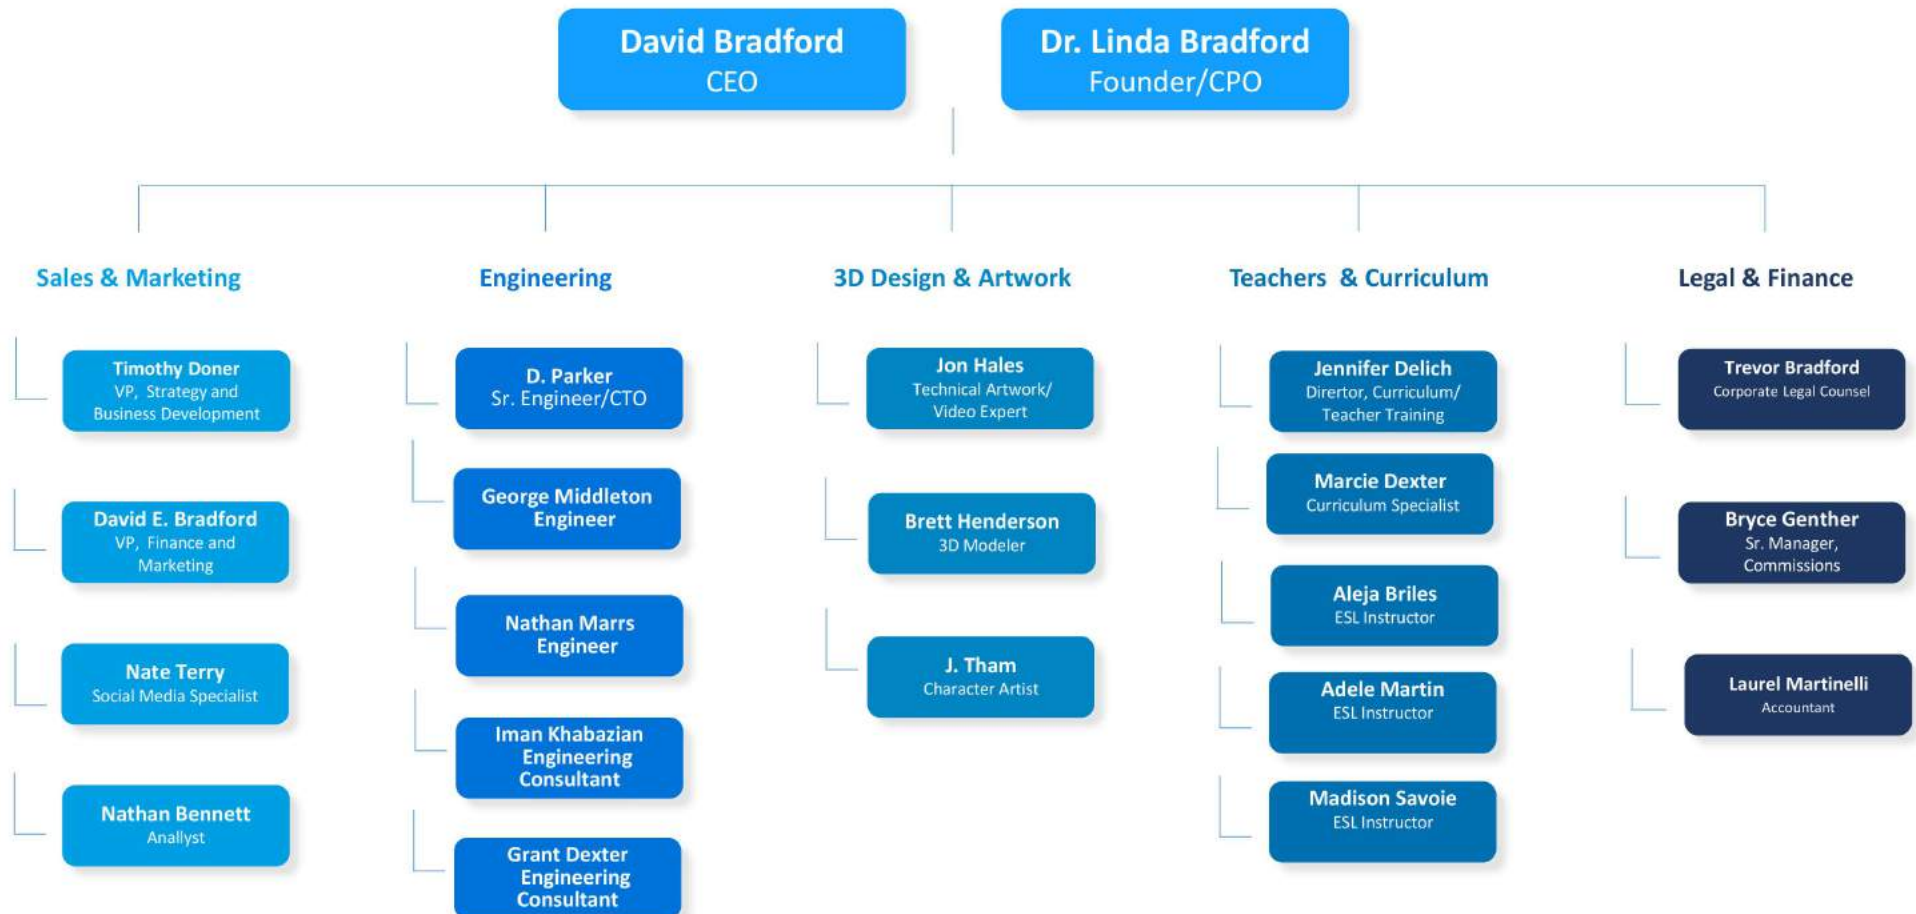 David Bradford
CEO
Dr. Linda Bradford
Founder/CPO
Sales & Marketing
Timothy Doner
VP, Strategy and
Business Development
David E. Bradford
VP, Finance and
Marketing
Nate Terry
Social Media Specialist
Nathan Bennett
Anallyst
Engineering
D. Parker
Sr. Engineer/CTO
George Middleton
Engineer
Nathan Marrs
Engineer
Iman Khabazian
Engineering
Consultant
Grant Dexter
Engineering
Consultant
3D Design & Artwork
Jon Hales
Technical Artwork/
Video Expert
Brett Henderson
3D Modeler
J. Tham
Character Artist
Teachers & Curriculum
Jennifer Delich
Dirertor, Curriculum/
Teacher Training
Marcie Dexter
Curriculum Specialist
Aleja Briles
ESL Instructor
Adele Martin
ESL Instructor
Madison Savoie
ESL Instructor
Legal & Finance
Trevor Bradford
Corporate Legal Counsel
Bryce Genther
Sr. Manager,
Commissions
Laurel Martinelli
Accountant